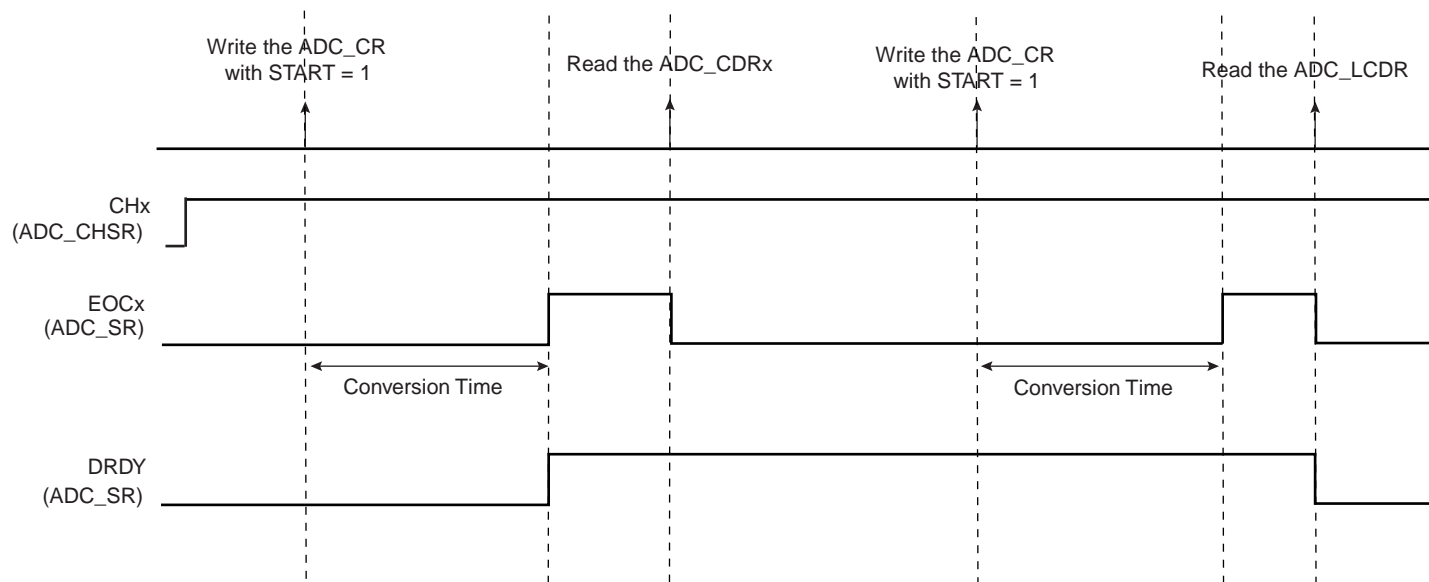 Write the ADC_CR
with START = 1
Read the ADC_CDRx
Write the ADC_CR
with START = 1
Read the ADC_LCDR
CHx
(ADC_CHSR)
EOCx
(ADC_SR)
Conversion Time
Conversion Time
DRDY
(ADC_SR)